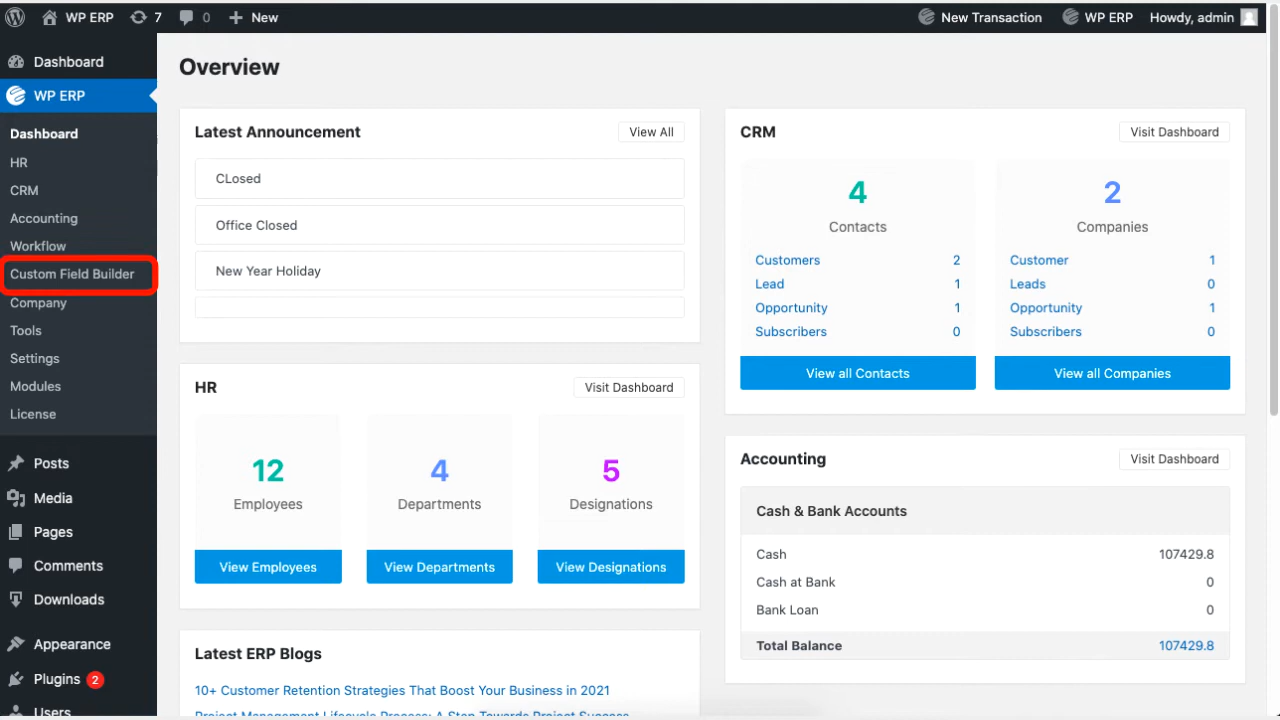 WP ERP 7 0 New New Transaction WP ERP Howdy, admin
Dashboard
WP ERP
Dashboard
HR
CRM
Accounting
Workflow
Custom Field Builder
Company
Tools
Settings
Modules
License
Posts
Media
Pages
Comments
Downloads
Appearance
Plugins 2
Users
Overview
Latest Announcement View All
CLosed
Office Closed
New Year Holiday
HR Visit Dashboard
12 4 5
Employees Departments Designations
View Employees View Departments View Designations
Latest ERP Blogs
10+ Customer Retention Strategies That Boost Your Business in 2021
Project Management Lifecycle Process: A Step Towards Project Success
CRM Visit Dashboard
4
Contacts
Customers 2
Lead 1
Opportunity 1
Subscribers 0
View all Contacts
2
Companies
Customer 1
Leads 0
Opportunity 1
Subscribers 0
View all Companies
Accounting Visit Dashboard
Cash & Bank Accounts
Cash 107429.8
Cash at Bank 0
Bank Loan 0
Total Balance 107429.8